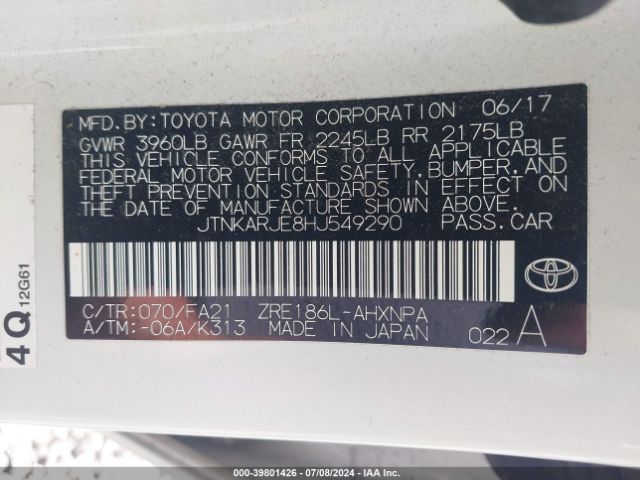 MFD.BY:TOYOTA MOTOR CORPORATION 06/17
GVWR 3960LB GAWR FR 2245LB RR 2175LB
THIS VEHICLE CONFORMS TO ALL APPLICABLE
FEDERAL MOTOR VEHICLE SAFETY,BUMPER,AND
THEFT PREVENTION STANDARDS IN EFFECT ON
THE DATE OF MANUFACTURE SHOWN ABOVE.
JTNKARJE8HJ549290 PASS.CAR
C/TR:070/FA21 ZRE186L-AHXNPA
A/TM:-06A/K313 MADE IN JAPAN 022 A
TOYOTA
4Q 12G61
000-39801426 - 07/08/2024 - IAA Inc.